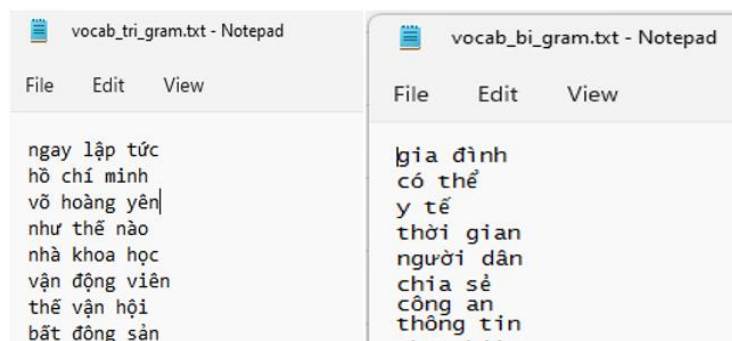 vocab_tri_gram.txt - Notepad
File Edit View
ngay lập tức
hồ chí minh
võ hoàng yên
như thế nào
nhà khoa học
vận động viên
thế vận hội
bất động sản
vocab_bi_gram.txt - Notepad
File Edit View
gia đình
có thể
y tế
thời gian
người dân
chia sẻ
công an
thông tin